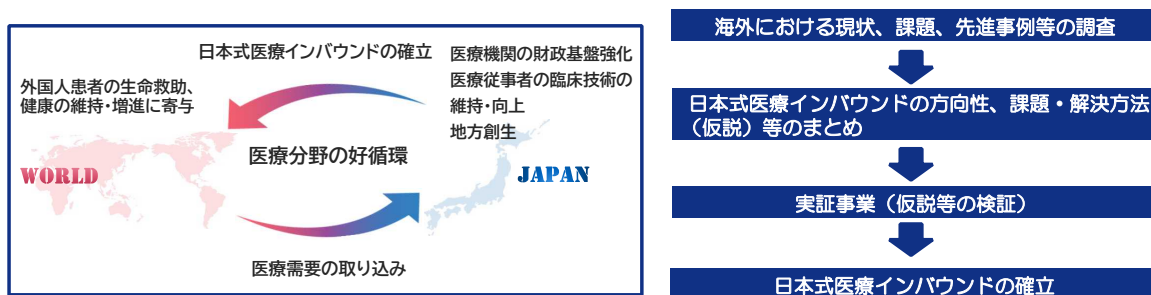 日本式医療インバウンドの確立
外国人患者の生命救助、
健康の維持・増進に寄与
医療機関の財政基盤強化
医療従事者の臨床技術の
維持・向上
地方創生
医療分野の好循環
WORLD
JAPAN
医療需要の取り込み
海外における現状、課題、先進事例等の調査
日本式医療インバウンドの方向性、課題・解決方法
（仮説）等のまとめ
実証事業（仮説等の検証）
日本式医療インバウンドの確立